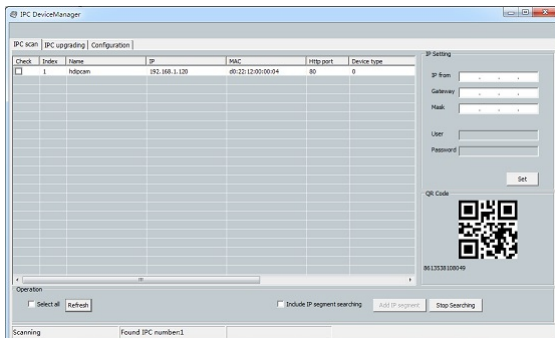 IPC DeviceManager
IPC scan IPC upgrading Configuration
Check Index Name IP MAC Http port Device type
1 hdipcam 192.168.1.120 d0:22:12:00:00:04 80 0
IP Setting
IP from . . .
Gateway . . .
Mask . . .
User
Password
Set
QR Code
8613538108049
Operation
Select all Refresh Include IP segment searching Add IP segment Stop Searching
Scanning Found IPC number:1